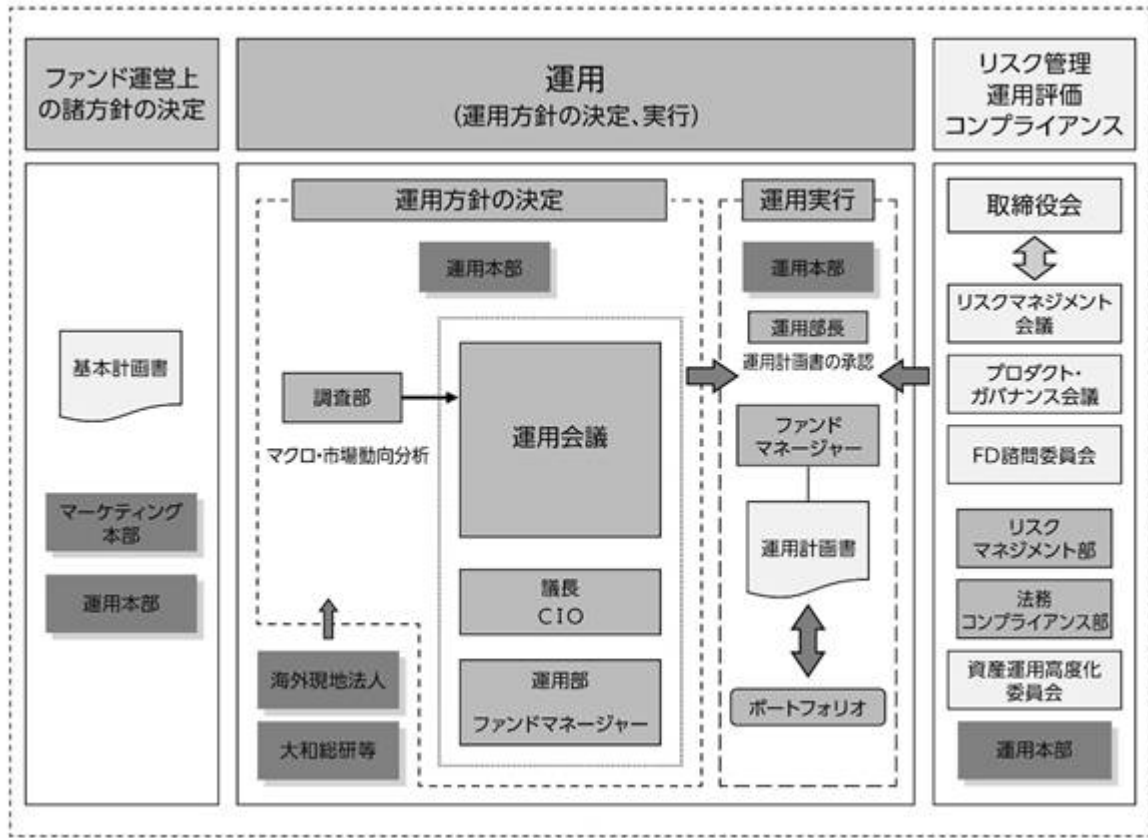 ファンド運営上
の諸方針の決定
運用
(運用方針の決定、実行)
リスク管理
運用評価
コンプライアンス
基本計画書
マーケティング
本部
運用本部
運用方針の決定
運用本部
調査部
マクロ・市場動向分析
運用会議
議長
CIO
運用部
ファンドマネージャー
海外現地法人
大和総研等
運用実行
運用本部
運用部長
運用計画書の承認
ファンド
マネージャー
運用計画書
ポートフォリオ
取締役会
リスクマネジメント
会議
プロダクト・
ガバナンス会議
FD諮問委員会
リスク
マネジメント部
法務
コンプライアンス部
資産運用高度化
委員会
運用本部